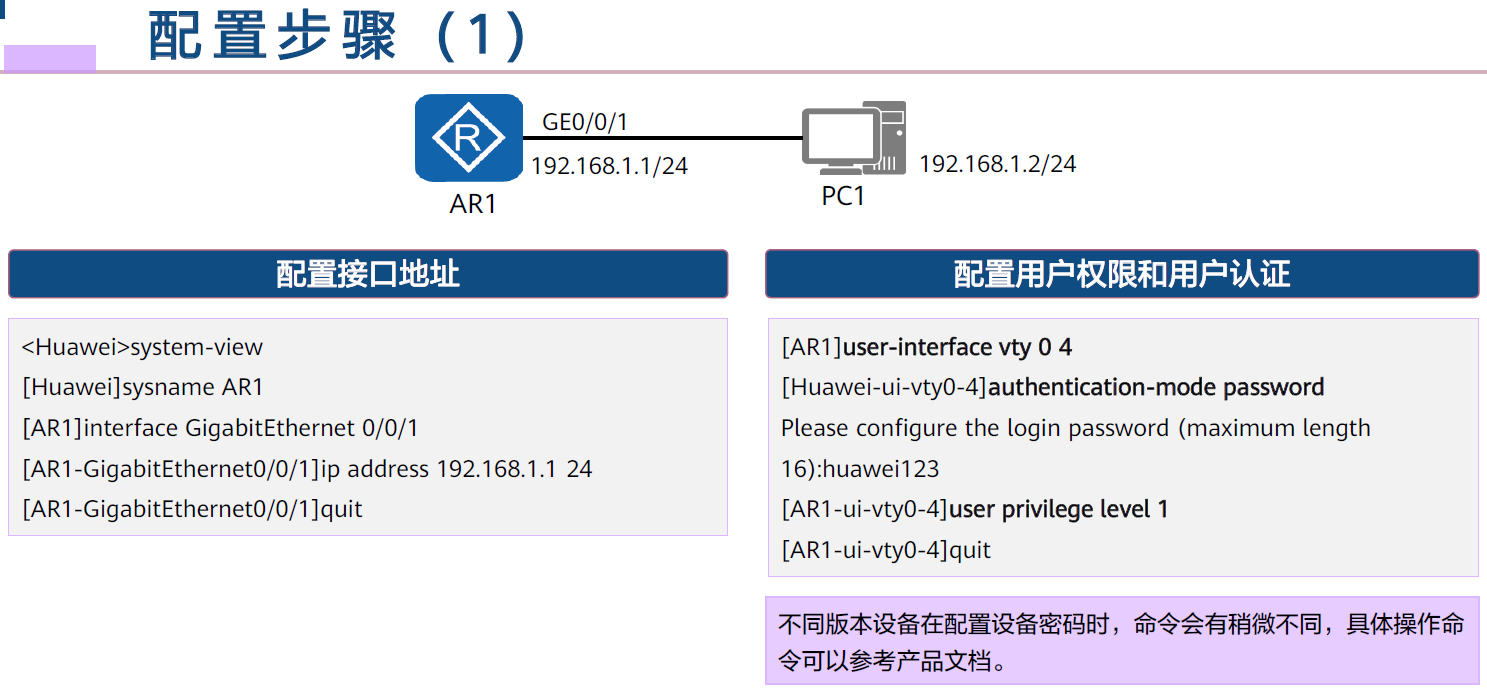 配置步骤（1）
GE0/0/1
192.168.1.1/24
AR1
R
192.168.1.2/24
PC1
配置接口地址
<Huawei>system-view
[Huawei]sysname AR1
[AR1]interface GigabitEthernet 0/0/1
[AR1-GigabitEthernet0/0/1]ip address 192.168.1.1 24
[AR1-GigabitEthernet0/0/1]quit
配置用户权限和用户认证
[AR1]user-interface vty 0 4
[Huawei-ui-vty0-4]authentication-mode password
Please configure the login password (maximum length
16):huawei123
[AR1-ui-vty0-4]user privilege level 1
[AR1-ui-vty0-4]quit
不同版本设备在配置设备密码时，命令会有稍微不同，具体操作命
令可以参考产品文档。